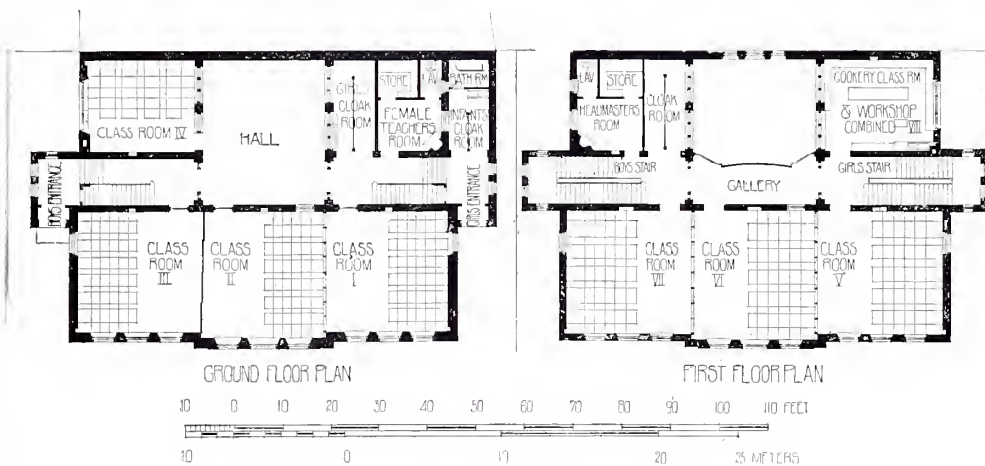 CLASS ROOM IV
HALL
GIRLS
CLOAK
ROOM
STORE
LAV
BATH RM
FEMALE
TEACHERS
ROOM
INFANTS
CLOAK
ROOM
BOYS ENTRANCE
GIRLS ENTRANCE
CLASS
ROOM
III
CLASS
ROOM
II
CLASS
ROOM
I
GROUND FLOOR PLAN
LAV
STORE
HEADMASTERS
ROOM
CLOAK
ROOM
COOKERY CLASS RM
& WORKSHOP
COMBINED VIII
BOYS STAIR
GALLERY
GIRLS STAIR
CLASS
ROOM
VII
CLASS
ROOM
VI
CLASS
ROOM
V
FIRST FLOOR PLAN
10 0 10 20 30 40 50 60 70 80 90 100 110 FEET
10 0 10 20 25 METERS